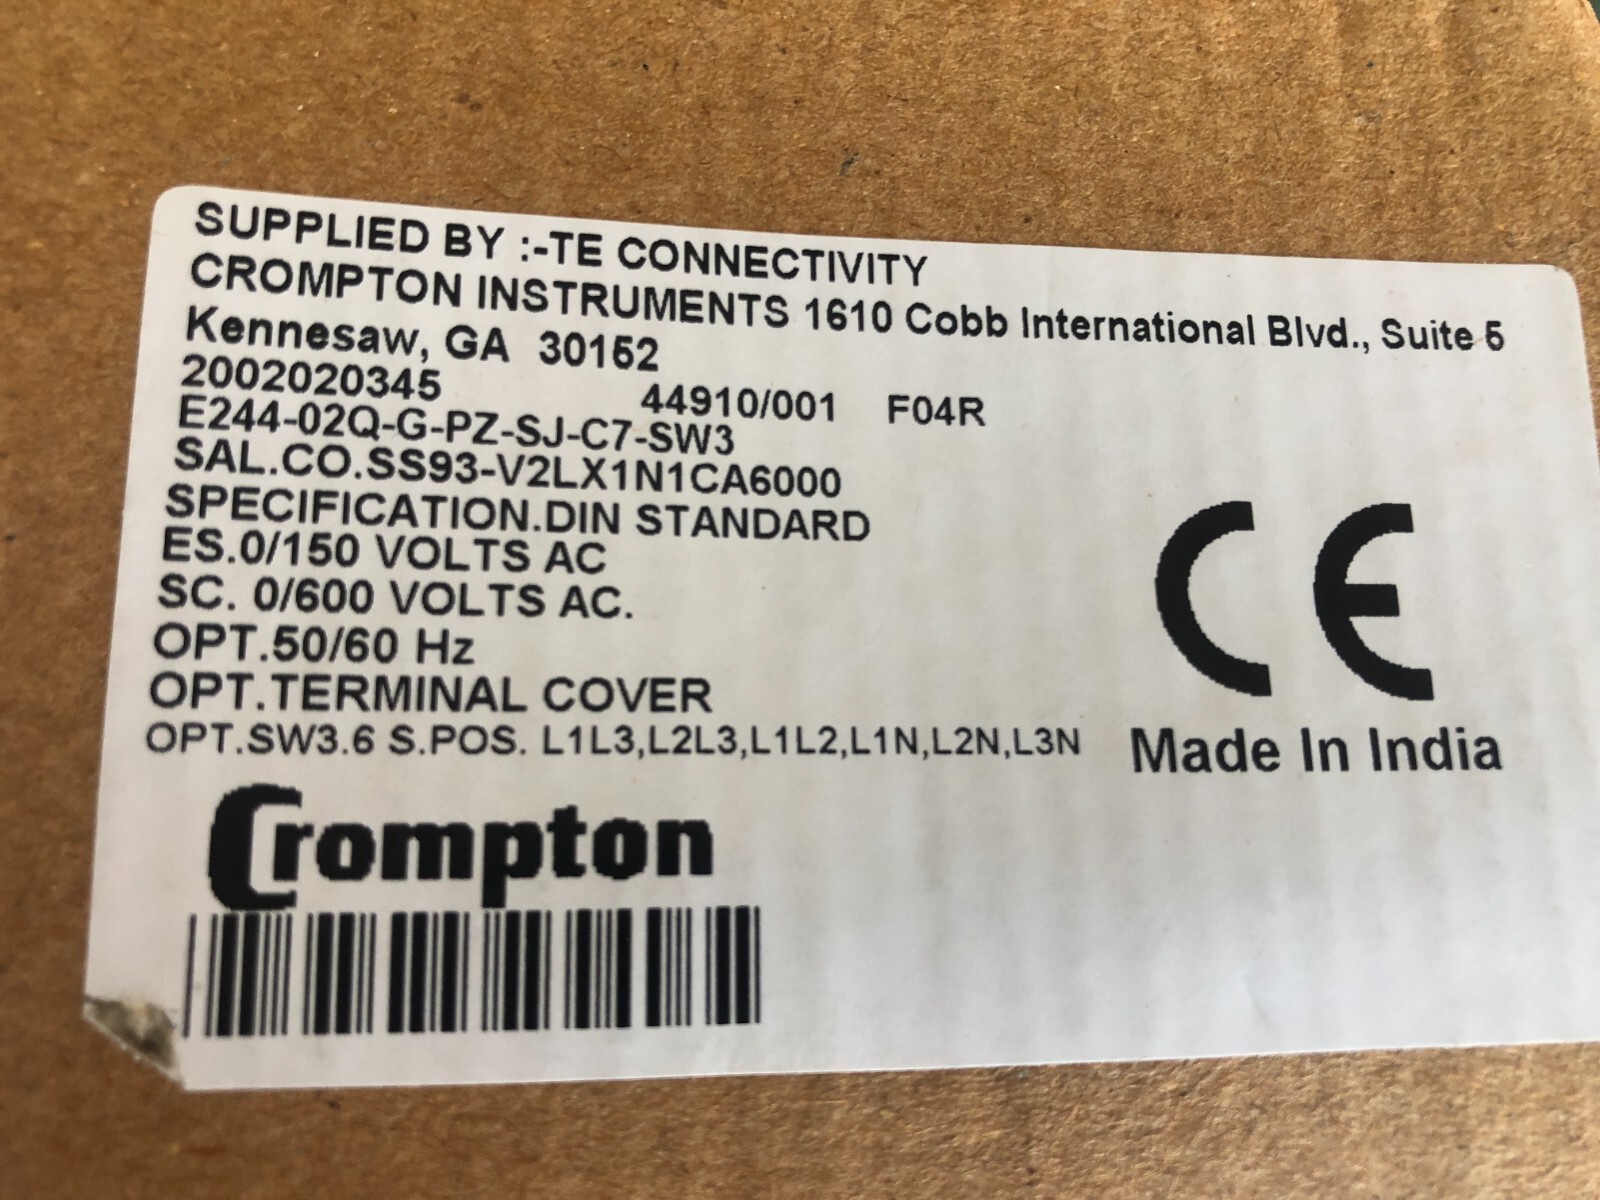 SUPPLIED BY :-TE CONNECTIVITY
CROMPTON INSTRUMENTS 1610 Cobb International Blvd., Suite 5
Kennesaw, GA 30152
2002020345 44910/001 F04R
E244-02Q-G-PZ-SJ-C7-SW3
SAL.CO.SS93-V2LX1N1CA6000
SPECIFICATION.DIN STANDARD
ES.0/150 VOLTS AC
SC. 0/600 VOLTS AC.
OPT.50/60 Hz
OPT.TERMINAL COVER
OPT.SW3.6 S.POS. L1L3,L2L3,L1L2,L1N,L2N,L3N
CE
Made In India
Crompton